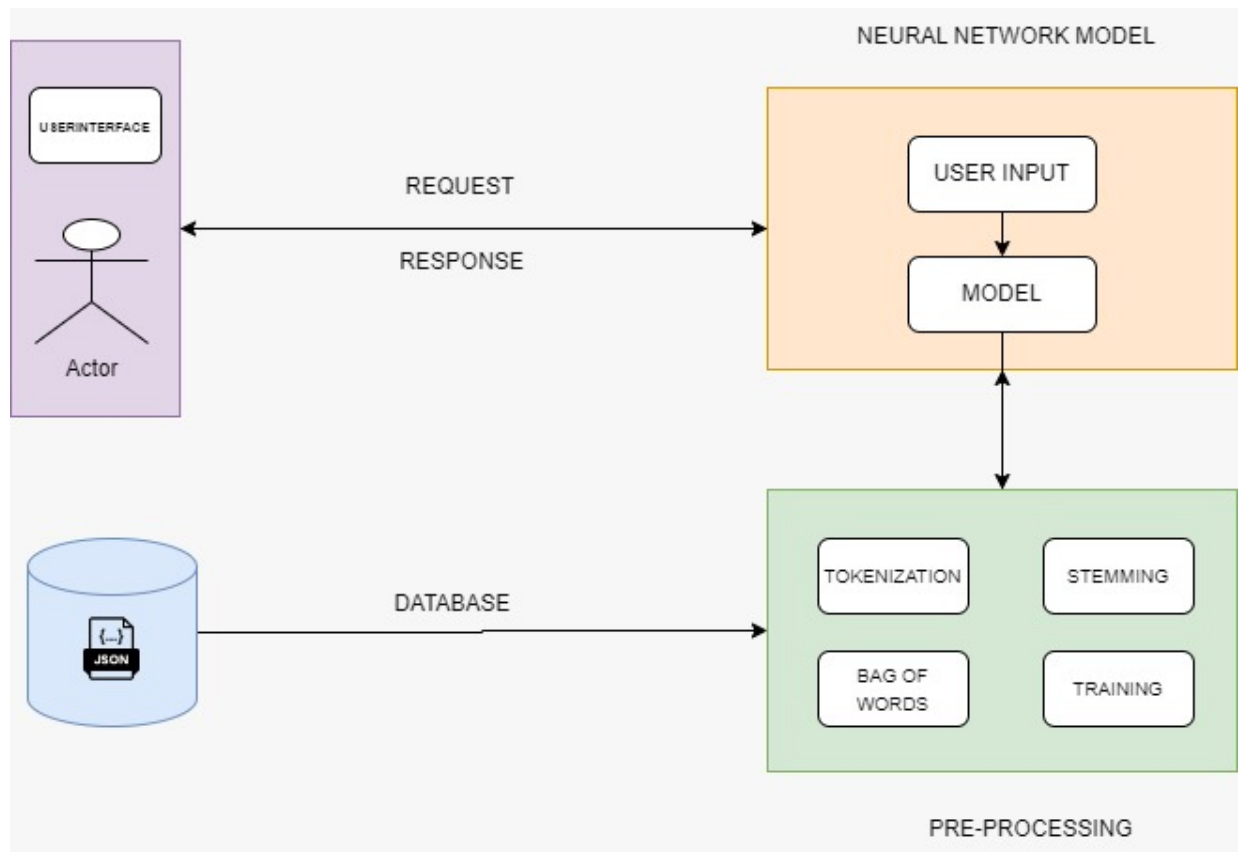 NEURAL NETWORK MODEL
USERINTERFACE
USER INPUT
REQUEST
RESPONSE
MODEL
Actor
TOKENIZATION
STEMMING
DATABASE
{...}
JSON
BAG OF
WORDS
TRAINING
PRE-PROCESSING